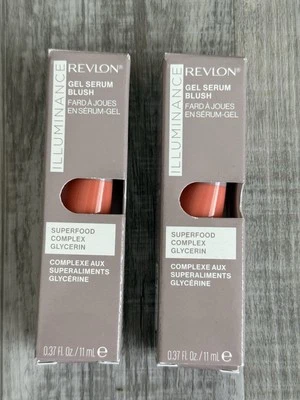 ILLUMINANCE
REVLON®
GEL SERUM
BLUSH
FARD À JOUES
EN SÉRUM-GEL
SUPERFOOD
COMPLEX
GLYCERIN
COMPLEXE AUX
SUPERALIMENTS
GLYCÉRINE
0.37 Fl. Oz./11 mL e
ILLUMINANCE
REVLON®
GEL SERUM
BLUSH
FARD À JOUES
EN SÉRUM-GEL
SUPERFOOD
COMPLEX
GLYCERIN
COMPLEXE AUX
SUPERALIMENTS
GLYCÉRINE
0.37 Fl. Oz./11 mL e